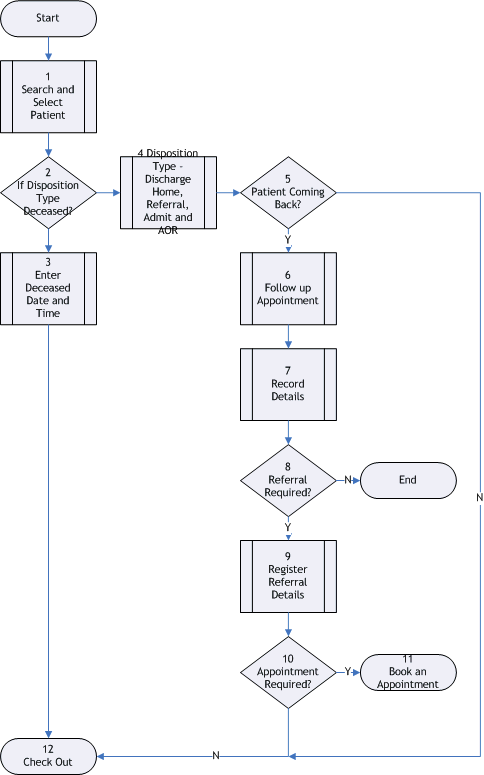 Start
1
Search and
Select
Patient
2
If Disposition
Type
Deceased?
4 Disposition
Type -
Discharge
Home,
Referral,
Admit and
AOR
5
Patient Coming
Back?
Y
3
Enter
Deceased
Date and
Time
6
Follow up
Appointment
7
Record
Details
8
Referral
Required?
N
End
N
Y
9
Register
Referral
Details
10
Appointment
Required?
Y
11
Book an
Appointment
N
12
Check Out